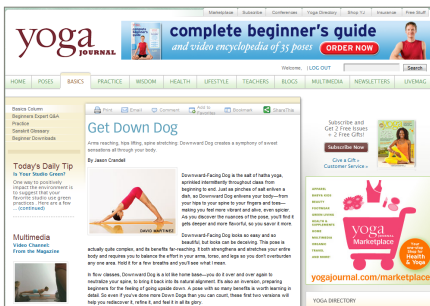 Marketplace Subscribe Conferences Yoga Directory Shop YJ Insurance Free Stuff
yoga
JOURNAL
complete beginner's guide
and video encyclopedia of 35 poses ORDER NOW
Welcome, | LOG OUT Search
HOME POSES BASICS PRACTICE WISDOM HEALTH LIFESTYLE TEACHERS BLOGS MULTIMEDIA NEWSLETTERS LIVEMAG
Basics Column
Beginners Expert Q&A
Practice
Sanskrit Glossary
Beginner Downloads
Today's Daily Tip
Is Your Studio Green?
One way to positively
impact the environment is
to suggest that your
favorite studio use green
practices. Here are a few
... (continued)
Multimedia
Video Channel:
From the Magazine
Print Email Comment Add to Favorites Bookmark ShareThis
Get Down Dog
Arms reaching, tips lifting, spine stretching: Downward Dog creates a symphony of sweet
sensations all through your body.
By Jason Crandell
DAVID MARTINEZ
Downward-Facing Dog is the salt of hatha yoga,
sprinkled intermittently throughout class from
beginning to end. Just as pinches of salt enliven a
dish, so Downward Dog enlivens your body—from
your hips to your spine to your fingers and toes—
making you feel more vibrant and alive, even spicier.
As you discover the nuances of the pose, you'll find it
gets deeper and more flavorful, so you savor it more.
Downward-Facing Dog looks so easy and so
beautiful, but looks can be deceiving. This pose is
actually quite complex, and its benefits far-reaching. It both strengthens and stretches your entire
body and requires you to balance the effort in your arms, torso, and legs so you don't overburden
any one area. Hold it for a few breaths and you'll see what I mean.
In flow classes, Downward Dog is a lot like home base—you do it over and over again to
neutralize your spine, to bring it back into its natural alignment. It's also an inversion, preparing
beginners for the feeling of going upside down. A pose with so many benefits is worth learning in
detail. So even if you've done more Down Dogs than you can count, these first two versions will
help you rediscover it, refine it, and feel it in all its glory.
Subscribe and
Get 2 Free Issues
+ 2 Free Gifts!
Subscribe Now
Give a Gift >
Customer Service >
APPAREL
BOOKS
BEAUTY
FOOTWEAR
yoga
Marketplace
yogajournal.com/marketplace
YOGA DIRECTORY